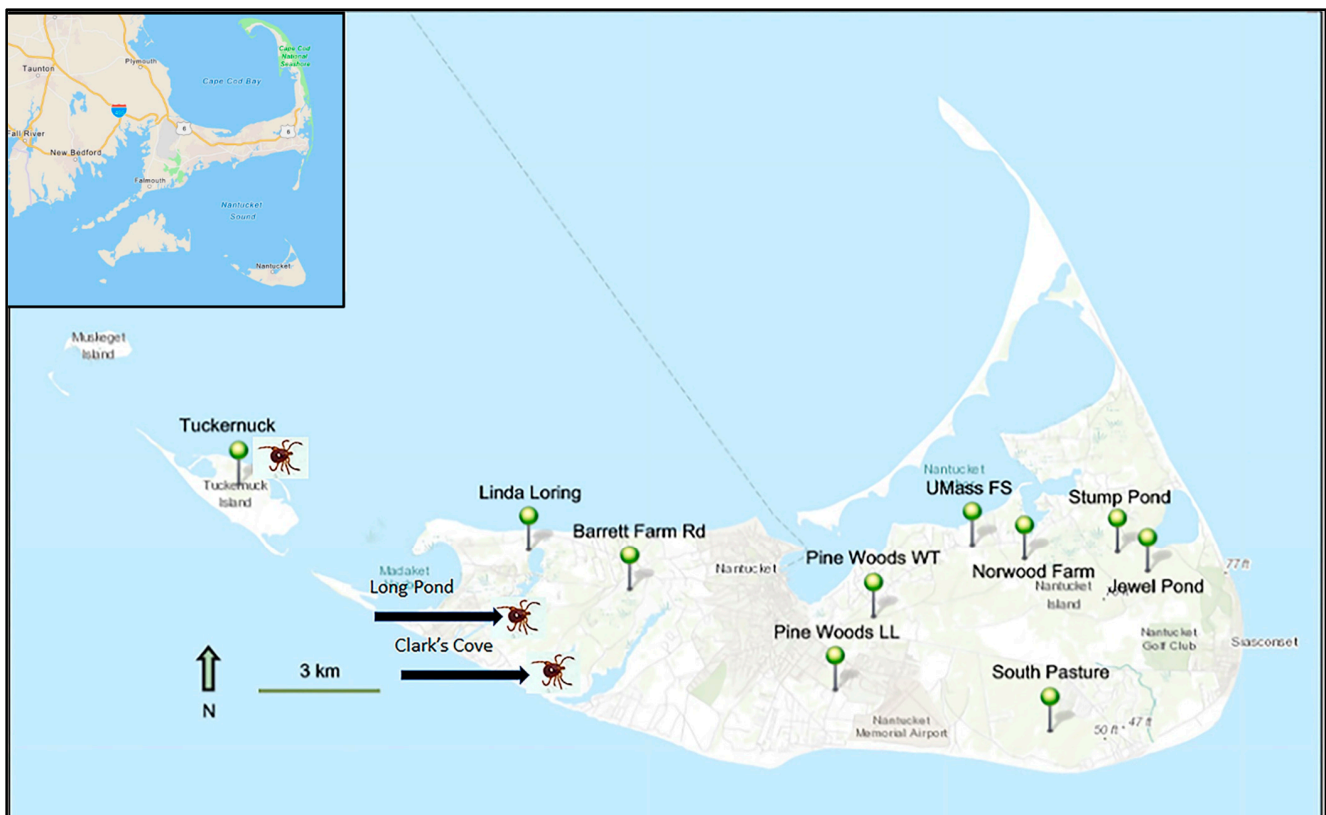 Cape Cod
National
Seashore
Plymouth
Taunton
Cape Cod Bay
6
6
Fall River
New Bedford
Falmouth
Nantucket
Sound
Nantucket
Muskeget
Island
Tuckernuck
Tuckernuck
Island
Linda Loring
Barrett Farm Rd
Nantucket
UMass FS
Stump Pond
Madaket
Long Pond
Nantucket
Pine Woods WT
Norwood Farm
Jewel Pond
77 ft
Nantucket
Island
Clark's Cove
Pine Woods LL
Nantucket
Golf Club
Siasconset
3 km
N
South Pasture
Nantucket
Memorial Airport
50 ft
47 ft